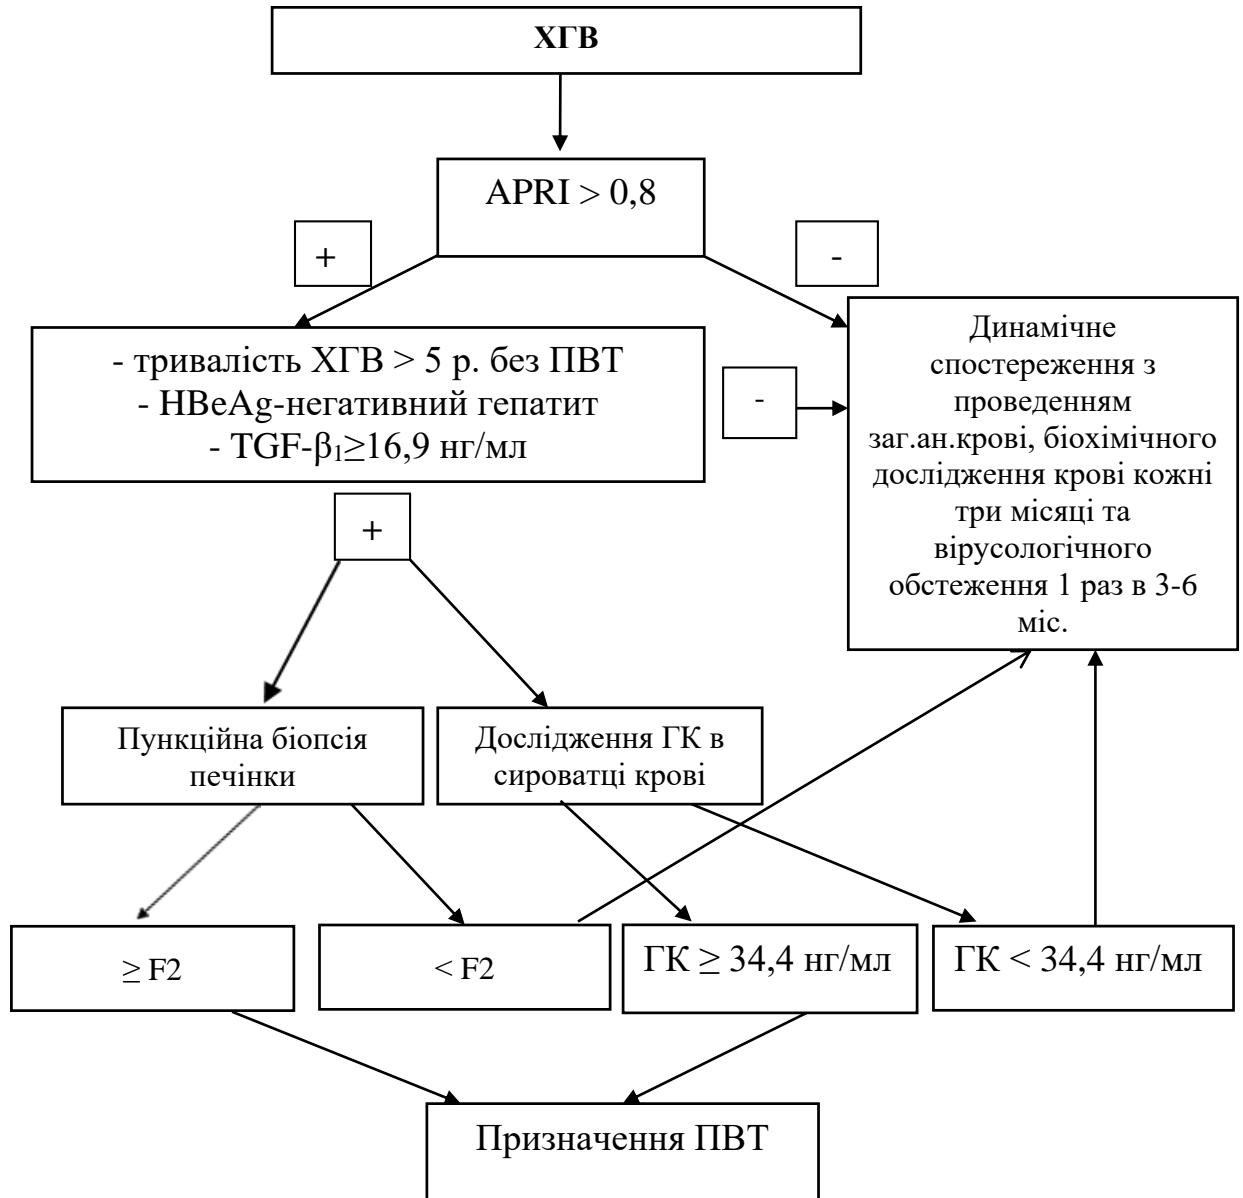 ХГВ
APRI > 0,8
+
-
- тривалість ХГВ > 5 р. без ПВТ
- HBeAg-негативний гепатит
- TGF-β₁≥16,9 нг/мл
-
Динамічне
спостереження з
проведенням
заг.ан.крові, біохімічного
дослідження крові кожні
три місяці та
вірусологічного
обстеження 1 раз в 3-6
міс.
+
Пункційна біопсія
печінки
Дослідження ГК в
сироватці крові
≥ F2
< F2
ГК ≥ 34,4 нг/мл
ГК < 34,4 нг/мл
Призначення ПВТ